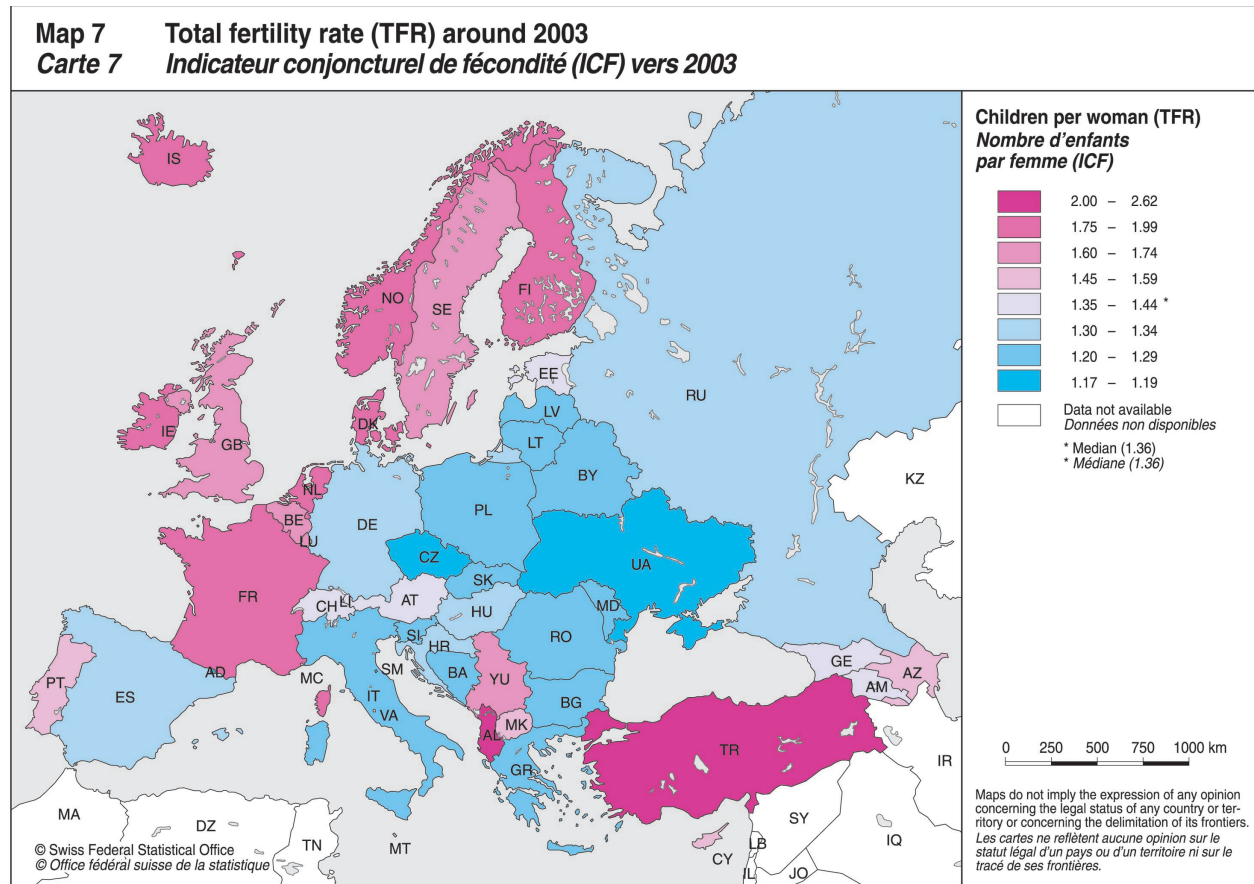 Map 7 Total fertility rate (TFR) around 2003
Carte 7 Indicateur conjoncturel de fécondité (ICF) vers 2003
Children per woman (TFR)
Nombre d'enfants
par femme (ICF)
2.00 – 2.62
1.75 – 1.99
1.60 – 1.74
1.45 – 1.59
1.35 – 1.44 *
1.30 – 1.34
1.20 – 1.29
1.17 – 1.19
Data not available
Données non disponibles
* Median (1.36)
* Médiane (1.36)
IS
NO
SE
FI
EE
RU
LV
DK
LT
IE
GB
BY
KZ
NL
PL
BE
DE
LU
CZ
UA
SK
FR
CH
LI
AT
HU
MD
SI
RO
HR
GE
AD
MC
SM
BA
YU
AZ
PT
ES
IT
AM
VA
BG
MK
AL
TR
GR
IR
MA
DZ
TN
MT
CY
SY
LB
IQ
IL
JO
0 250 500 750 1000 km
Maps do not imply the expression of any opinion
concerning the legal status of any country or ter-
ritory or concerning the delimitation of its frontiers.
Les cartes ne reflètent aucune opinion sur le
statut légal d'un pays ou d'un territoire ni sur le
tracé de ses frontières.
© Swiss Federal Statistical Office
© Office fédéral suisse de la statistique